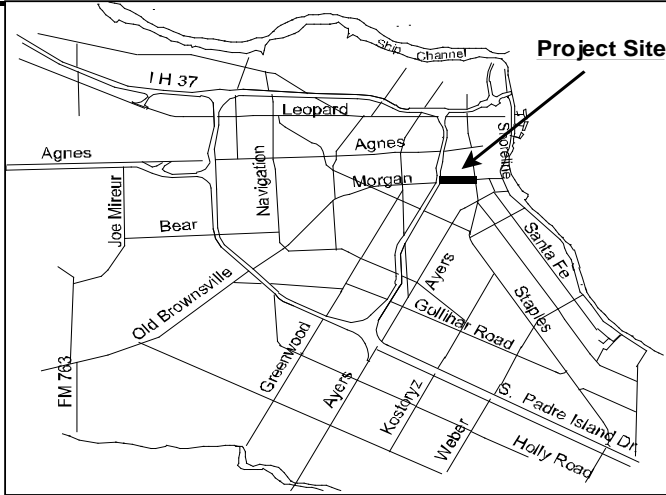 Project Site
Ship Channel
I H 37
Leopard
Shoreline
Agnes
Agnes
Morgan
Navigation
Joe Mireur
Bear
Santa Fe
Ayers
Old Brownsville
Staples
Gollihar Road
Greenwood
FM 763
Ayers
Kostoryz
S. Padre Island Dr
Weber
Holly Road